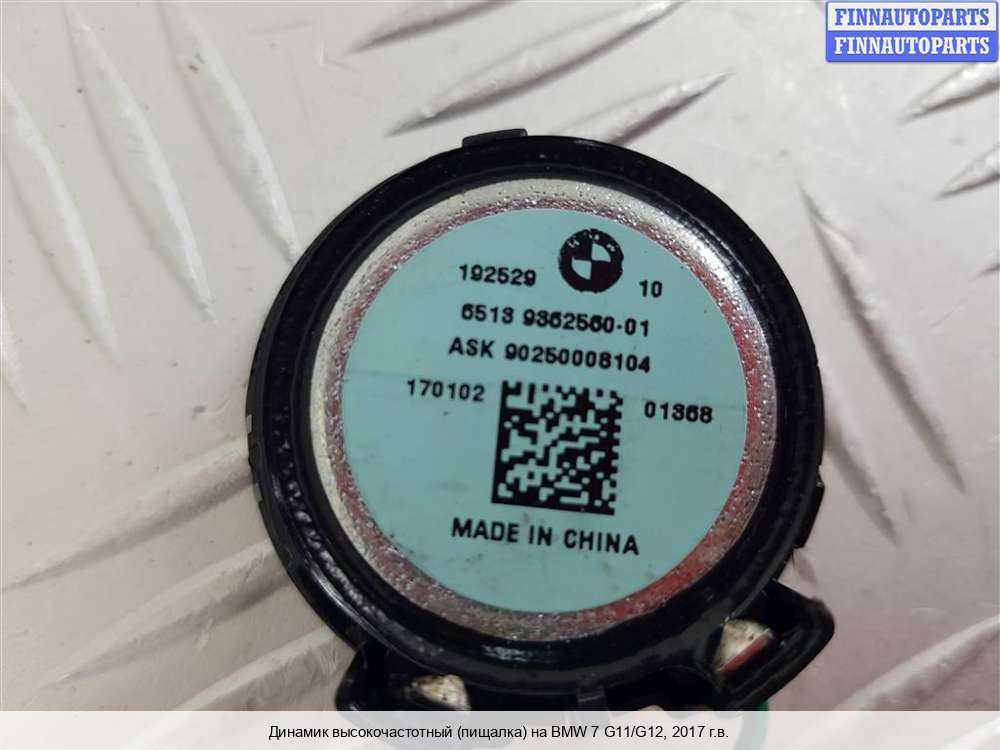 FINNAUTOPARTS
FINNAUTOPARTS
192529 10
6513 9362560-01
ASK 90250008104
170102 01368
MADE IN CHINA
Динамик высокочастотный (пищалка) на BMW 7 G11/G12, 2017 г.в.